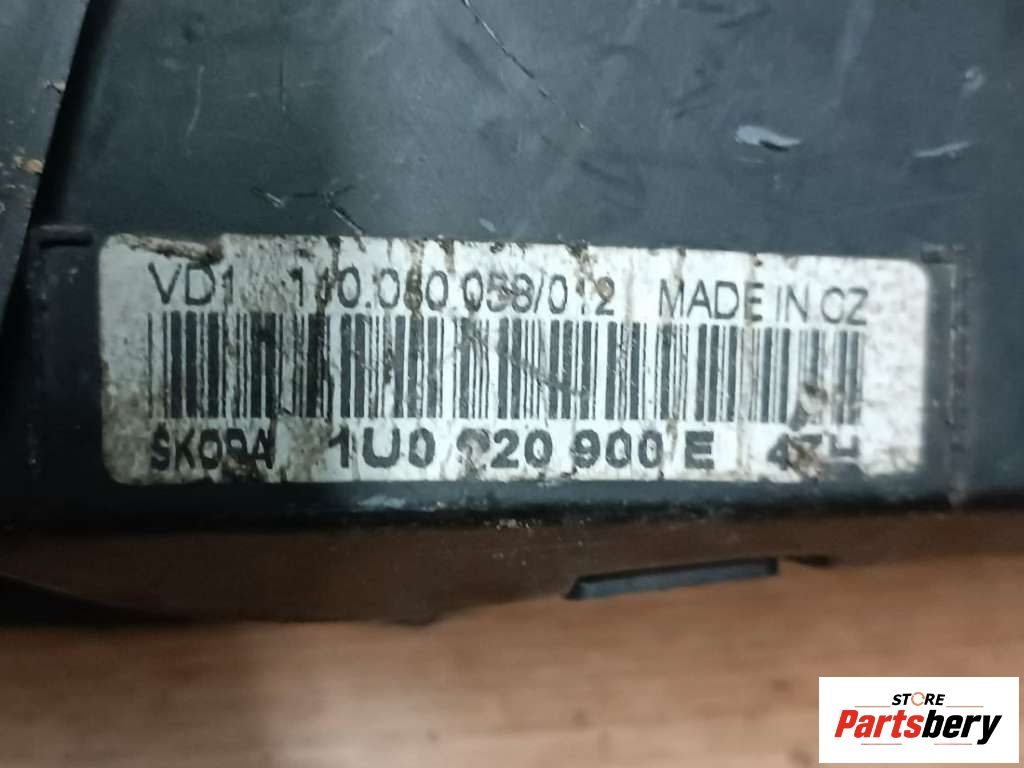 VD1 110.080.058/012 MADE IN CZ
SKODA 1U0 920 900 E
STORE
Partsbery